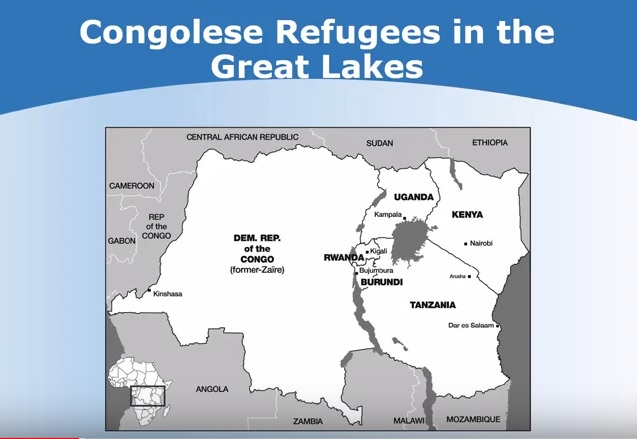 Congolese Refugees in the
Great Lakes
CENTRAL AFRICAN REPUBLIC
SUDAN
ETHIOPIA
CAMEROON
UGANDA
REP
of the
CONGO
Kampala
KENYA
GABON
DEM. REP.
of the
CONGO
(former-Zaïre)
Nairobi
RWANDA
Kigali
Bujumbura
BURUNDI
Arusha
Kinshasa
TANZANIA
Dar es Salaam
ANGOLA
ZAMBIA
MALAWI
MOZAMBIQUE